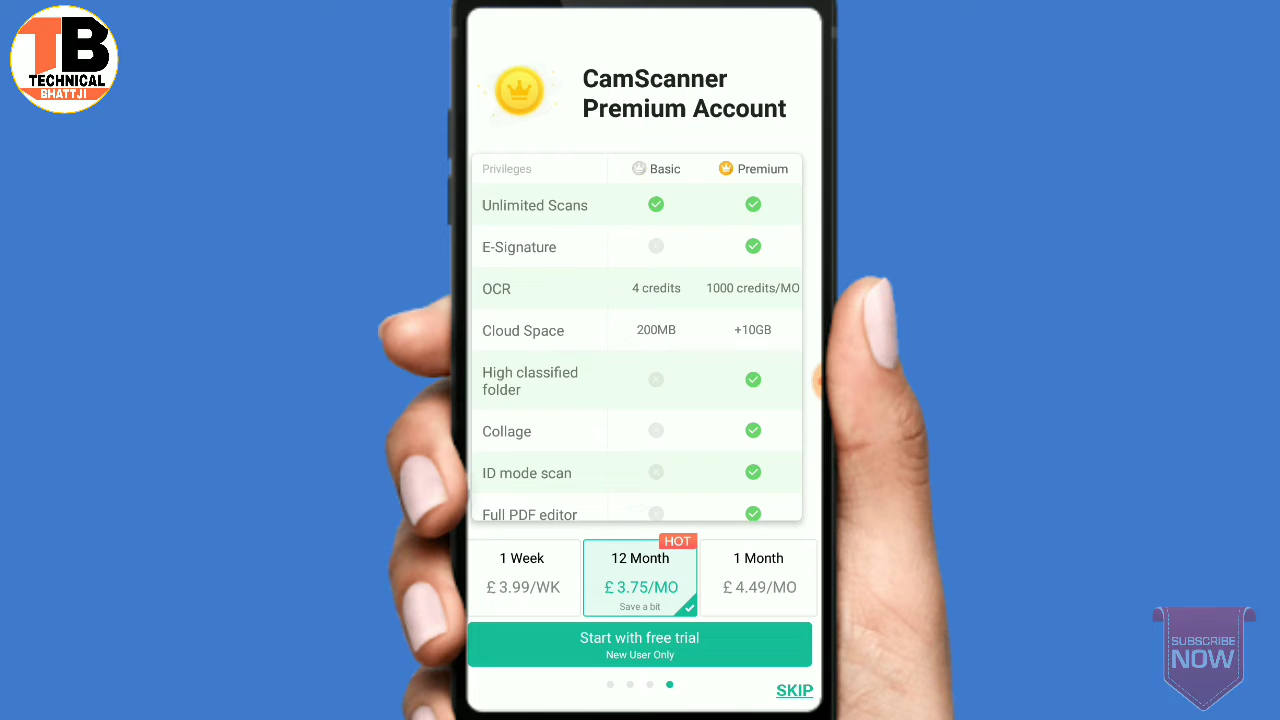 TB
TECHNICAL
BHATTJI
CamScanner
Premium Account
Privileges Basic Premium
Unlimited Scans
E-Signature
OCR 4 credits 1000 credits/MO
Cloud Space 200MB +10GB
High classified
folder
Collage
ID mode scan
Full PDF editor
HOT
1 Week 12 Month 1 Month
£ 3.99/WK £ 3.75/MO £ 4.49/MO
Save a bit
Start with free trial
New User Only
SKIP
SUBSCRIBE
NOW